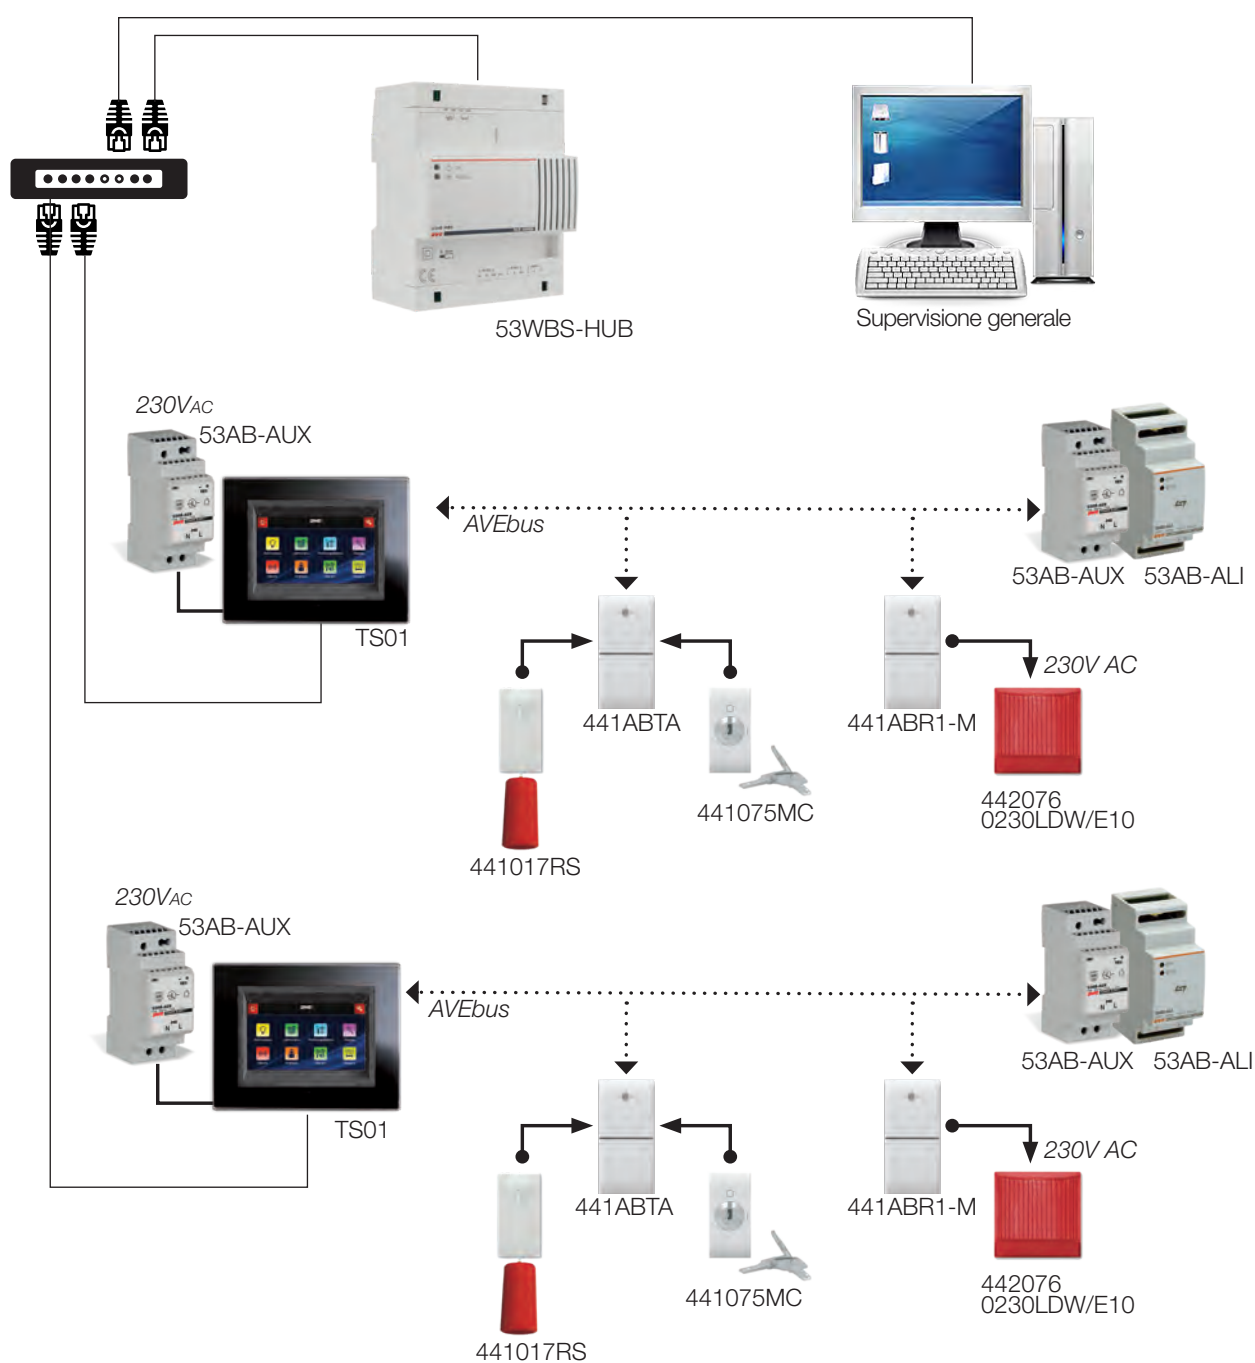 53WBS-HUB
Supervisione generale
230VAC
53AB-AUX
AVEbus
53AB-AUX 53AB-ALI
TS01
230V AC
441ABTA
441ABR1-M
441075MC
442076
0230LDW/E10
441017RS
230VAC
53AB-AUX
AVEbus
53AB-AUX 53AB-ALI
TS01
230V AC
441ABTA
441ABR1-M
441075MC
442076
0230LDW/E10
441017RS